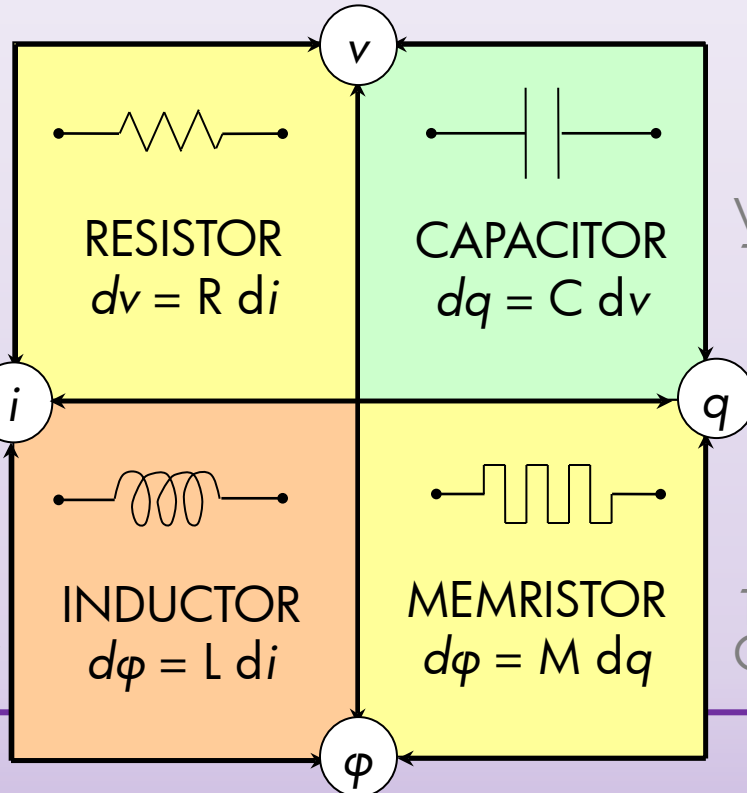 v
RESISTOR
dv = R di
CAPACITOR
dq = C dv
i
q
INDUCTOR
dφ = L di
MEMRISTOR
dφ = M dq
φ